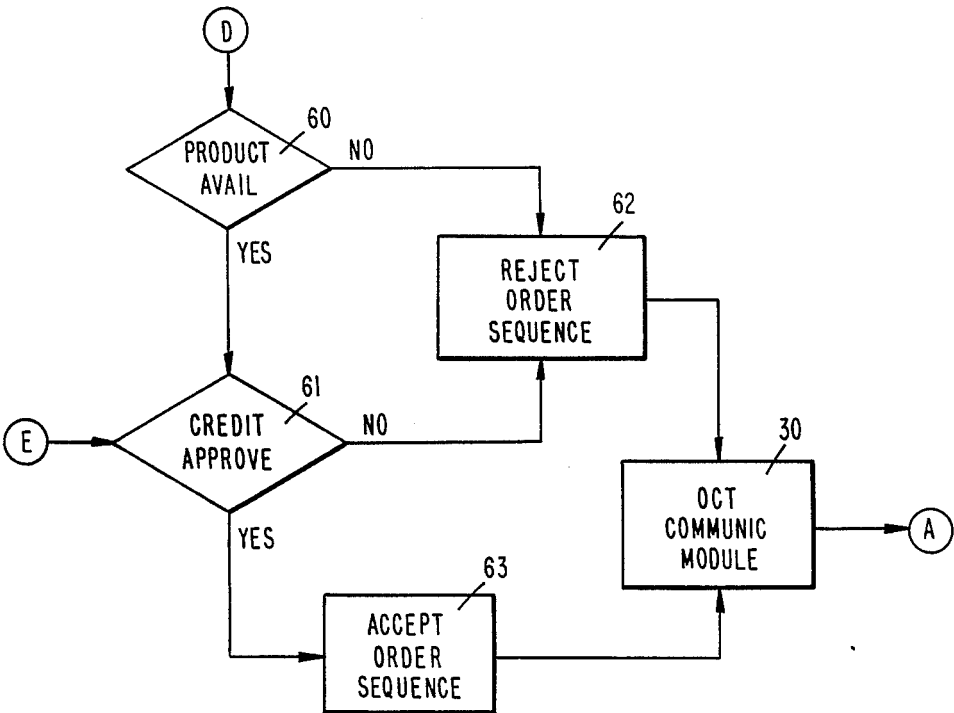 D
60
PRODUCT
AVAIL
NO
YES
62
REJECT
ORDER
SEQUENCE
61
E
CREDIT
APPROVE
NO
YES
30
OCT
COMMUNIC
MODULE
A
63
ACCEPT
ORDER
SEQUENCE